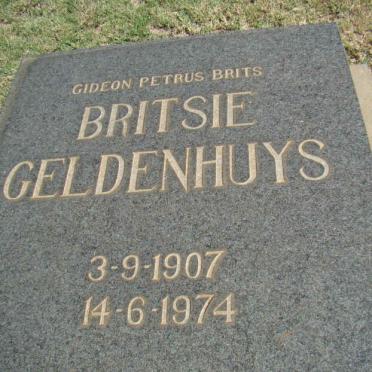 GIDEON PETRUS BRITS
BRITSIE
GELDENHUYS
3-9-1907
14-6-1974